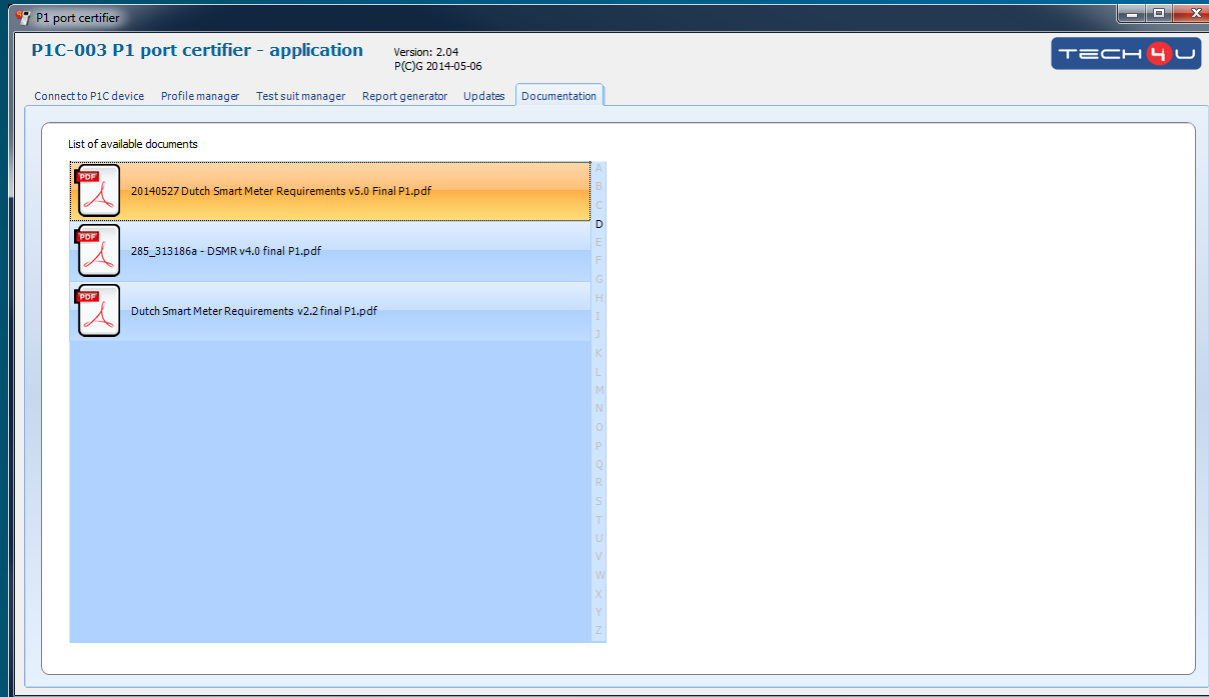 P1 port certifier
P1C-003 P1 port certifier - application
Version: 2.04
P(C)G 2014-05-06
TECH4U
Connect to P1C device Profile manager Test suit manager Report generator Updates Documentation
List of available documents
PDF
20140527 Dutch Smart Meter Requirements v5.0 Final P1.pdf
PDF
285_313186a - DSMR v4.0 final P1.pdf
PDF
Dutch Smart Meter Requirements v2.2 final P1.pdf
A
B
C
D
E
F
G
H
I
J
K
L
M
N
O
P
Q
R
S
T
U
V
W
X
Y
Z